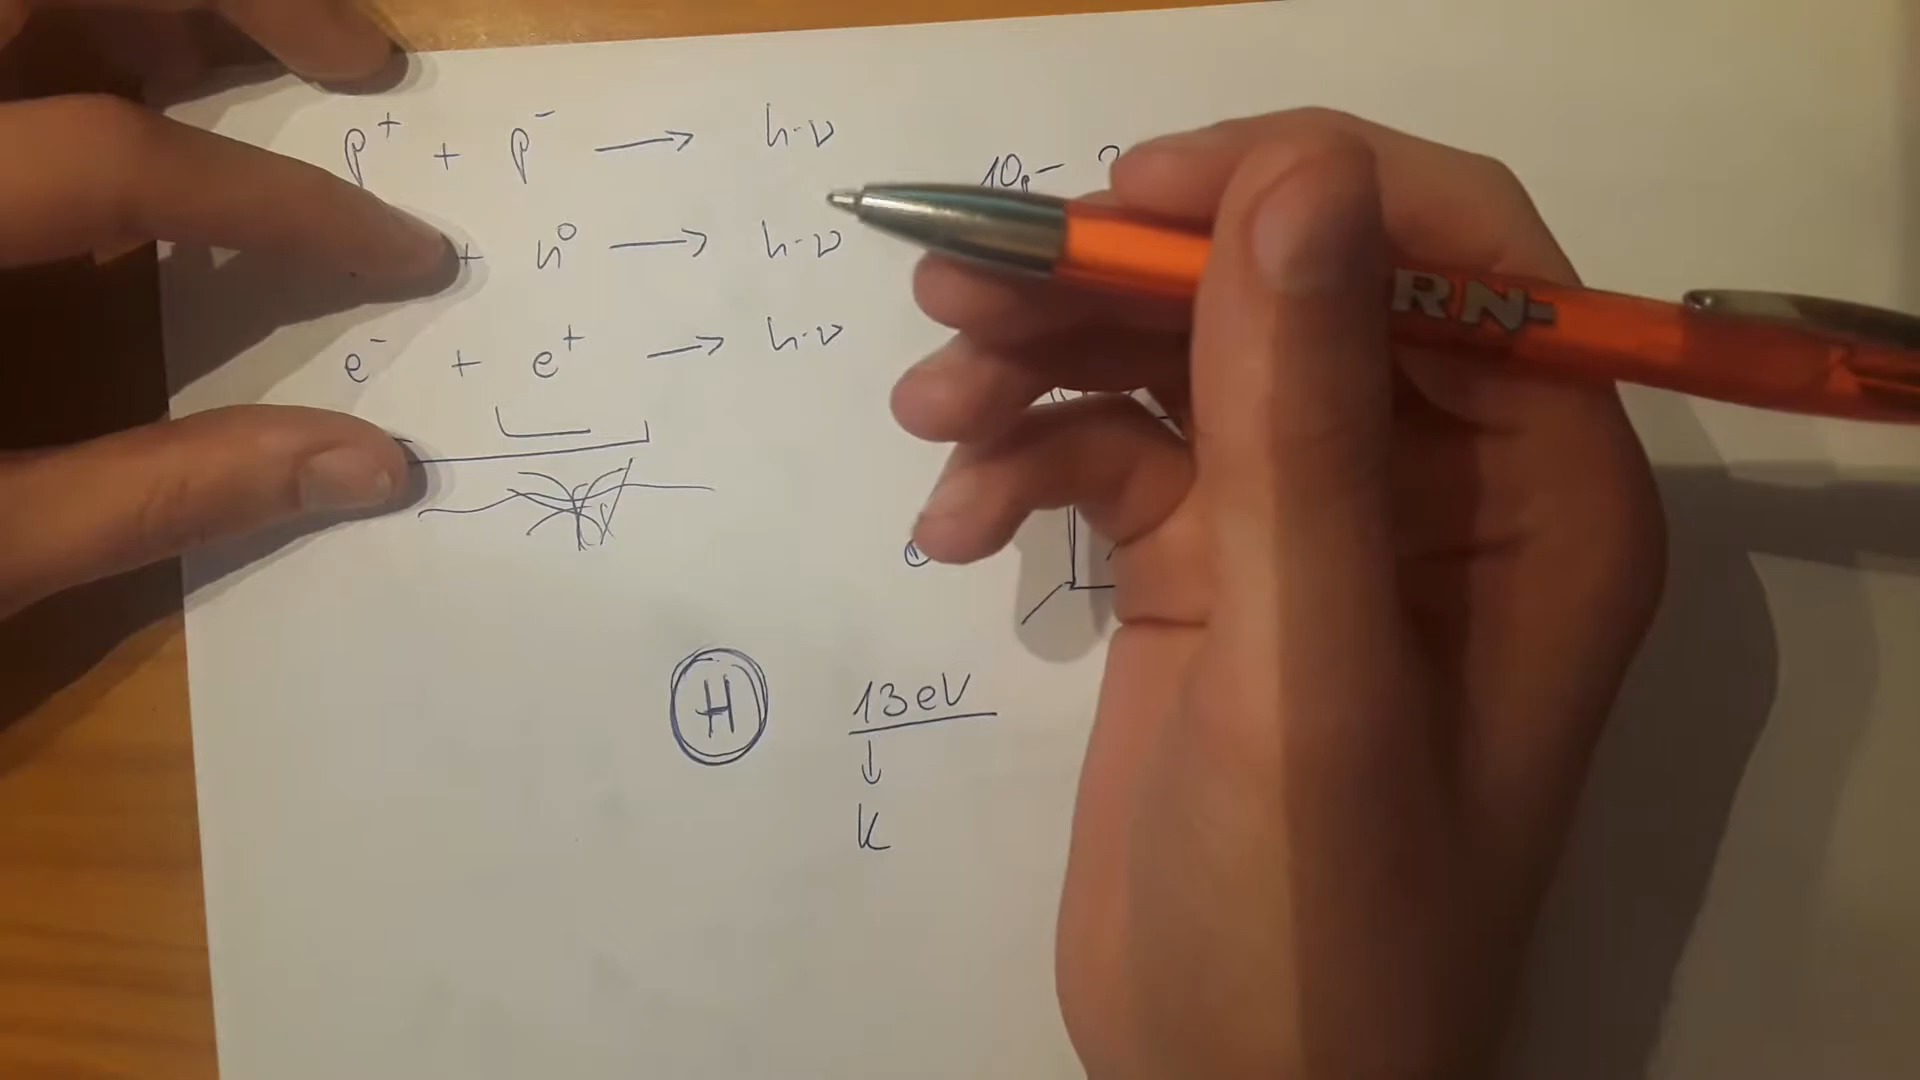 p⁺ + p⁻ → h·ν
+ n⁰ → h·ν
e⁻ + e⁺ → h·ν
H
13eV
↓
k
RN